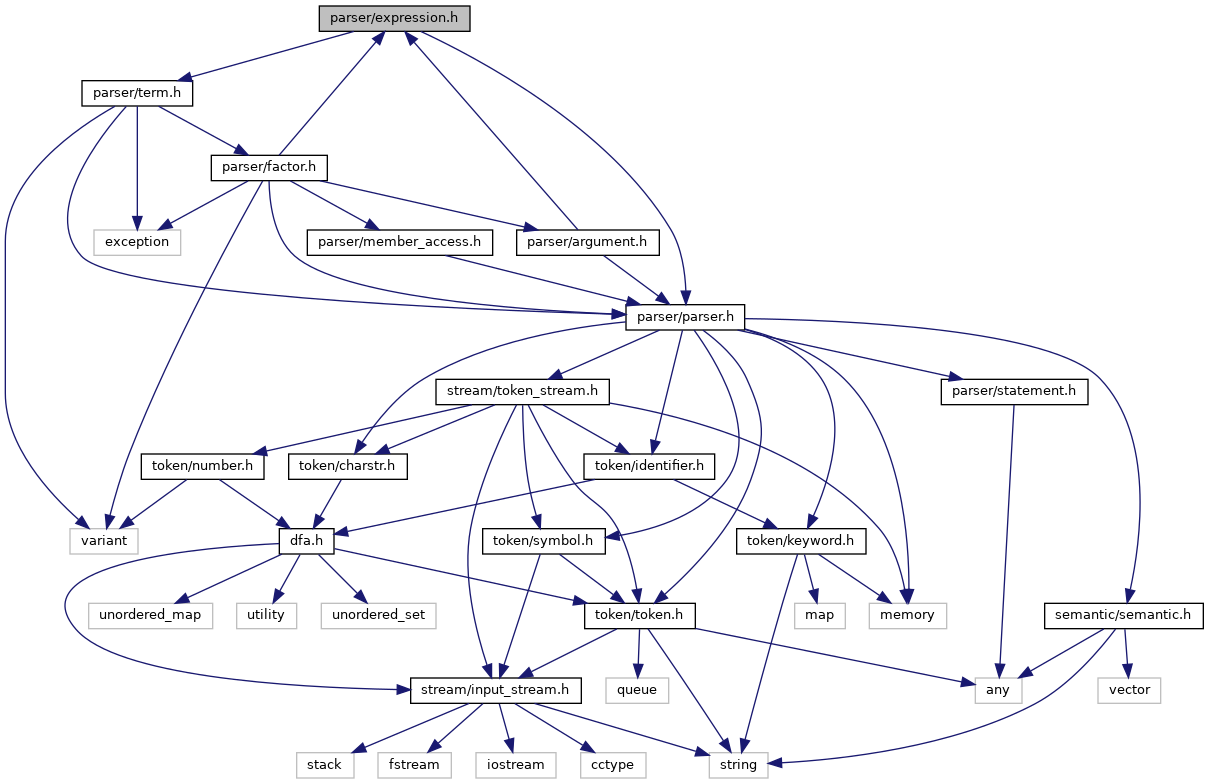 parser/expression.h
parser/term.h
parser/factor.h
exception
parser/member_access.h
parser/argument.h
parser/parser.h
stream/token_stream.h
parser/statement.h
token/number.h
token/charstr.h
token/identifier.h
variant
dfa.h
token/symbol.h
token/keyword.h
unordered_map
utility
unordered_set
token/token.h
map
memory
semantic/semantic.h
stream/input_stream.h
queue
any
vector
stack
fstream
iostream
cctype
string